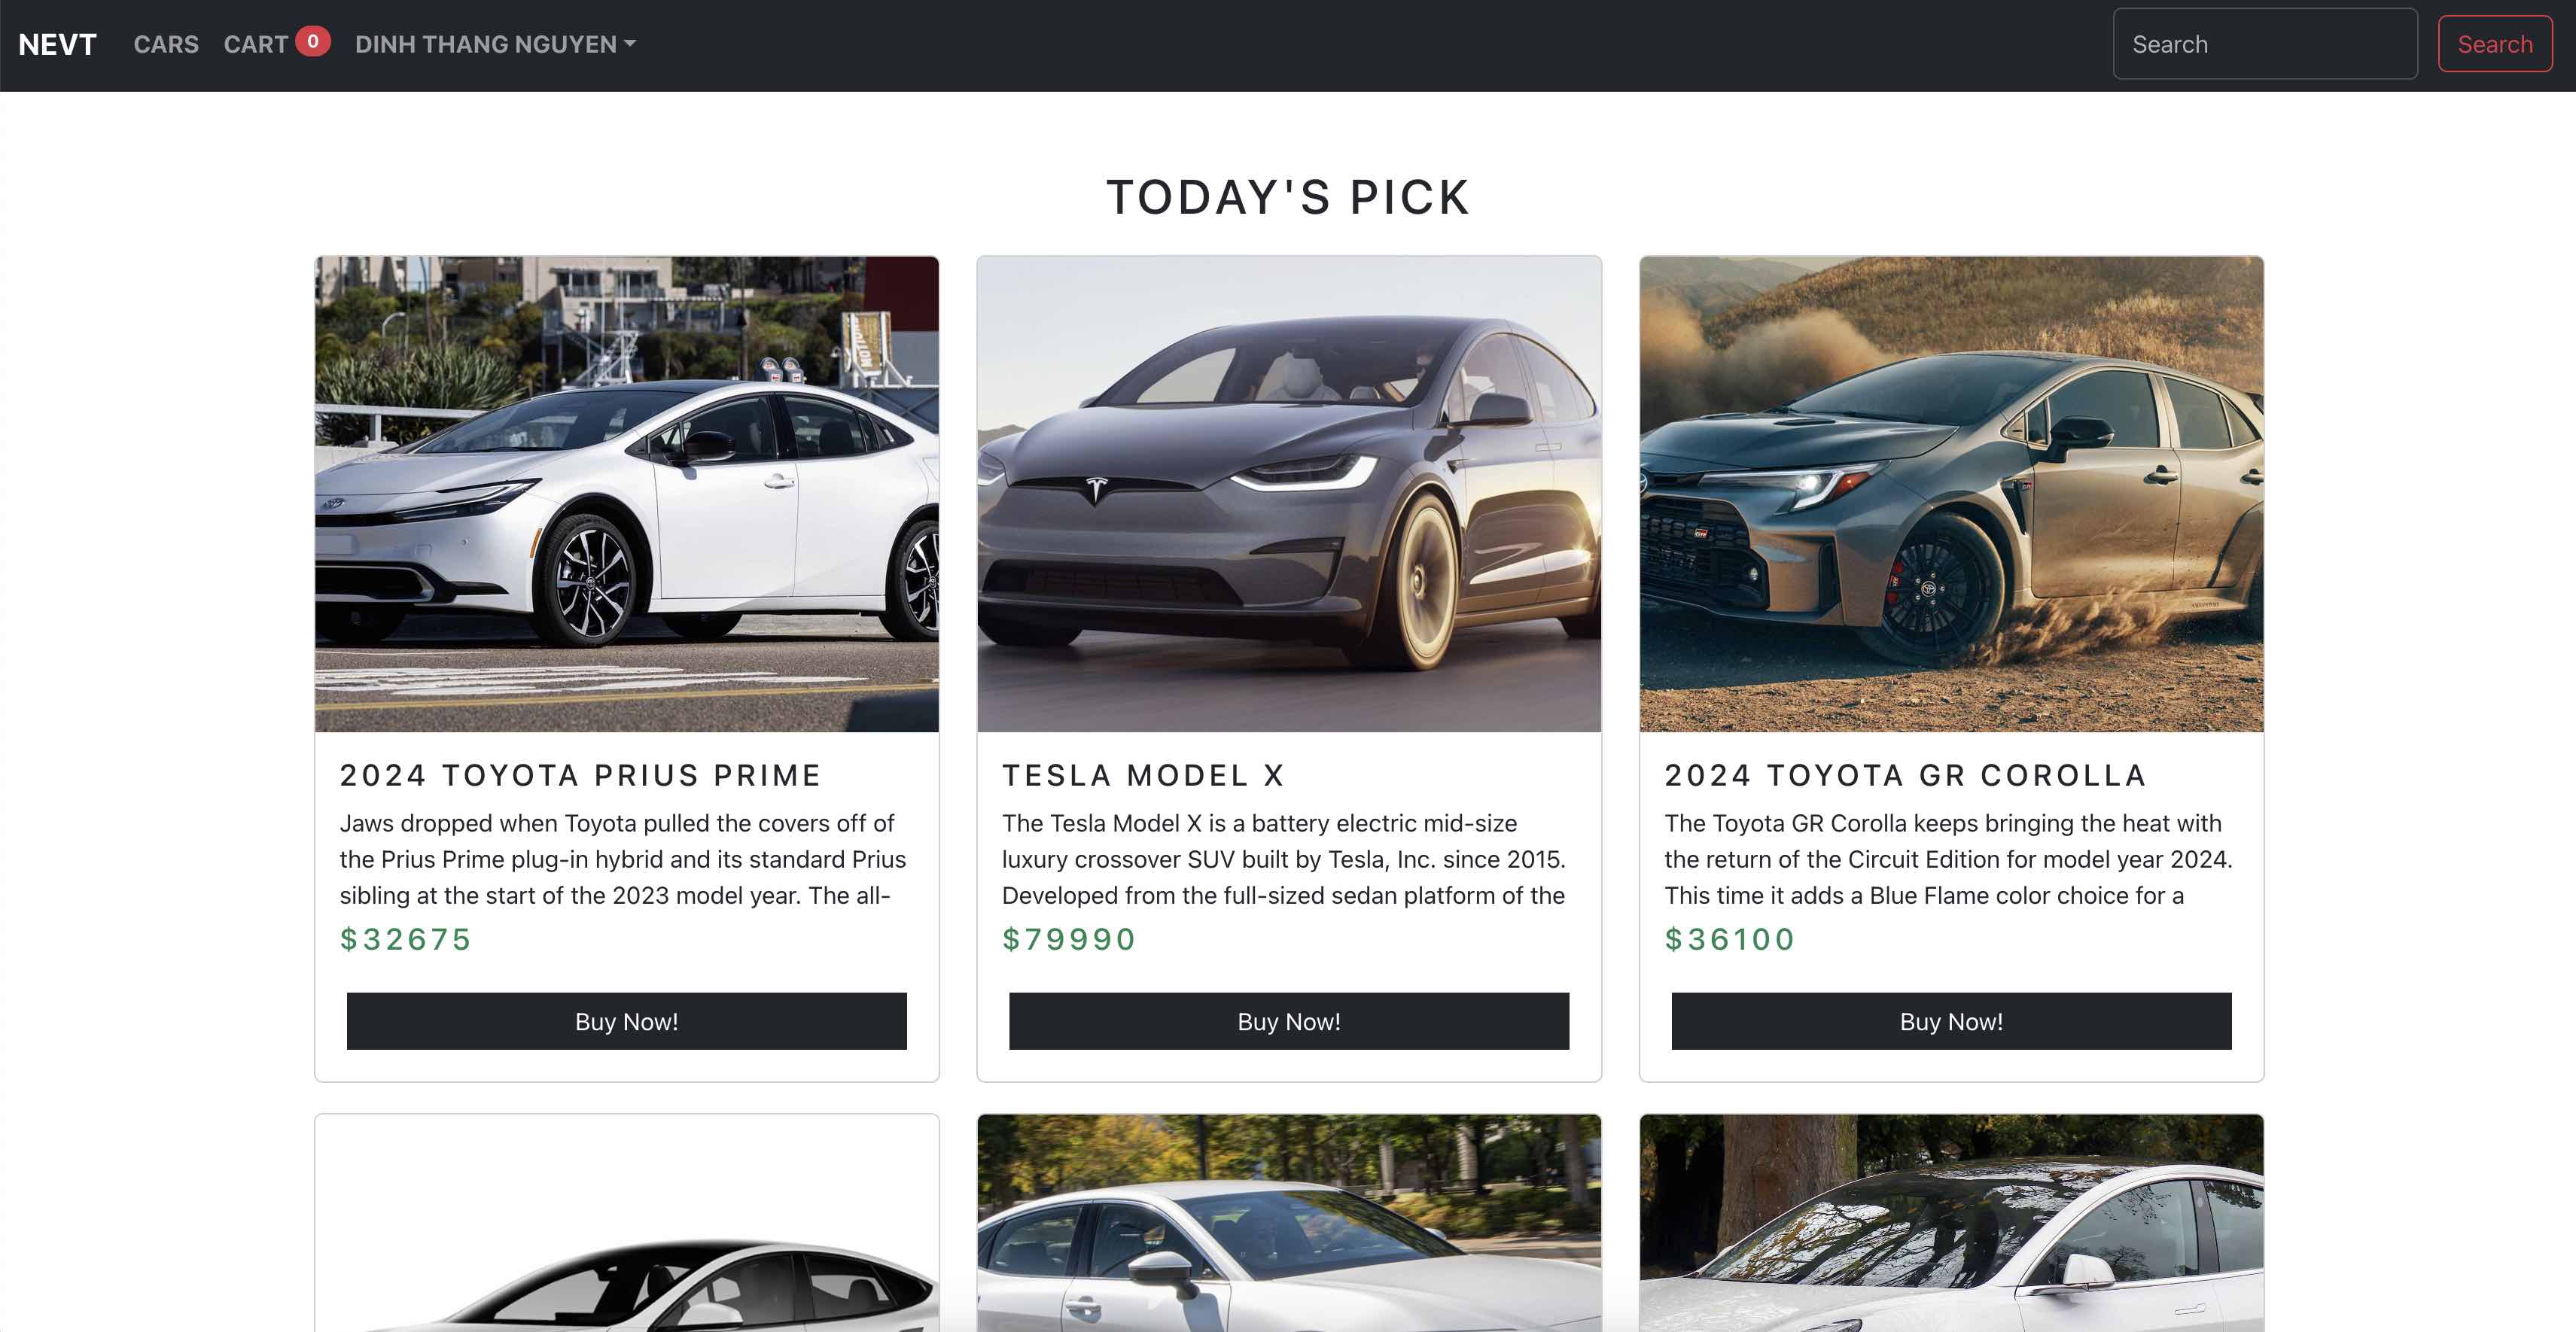 NEVT CARS CART 0 DINH THANG NGUYEN Search Search
TODAY'S PICK
2024 TOYOTA PRIUS PRIME
Jaws dropped when Toyota pulled the covers off of
the Prius Prime plug-in hybrid and its standard Prius
sibling at the start of the 2023 model year. The all-
$32675
Buy Now!
TESLA MODEL X
The Tesla Model X is a battery electric mid-size
luxury crossover SUV built by Tesla, Inc. since 2015.
Developed from the full-sized sedan platform of the
$79990
Buy Now!
2024 TOYOTA GR COROLLA
The Toyota GR Corolla keeps bringing the heat with
the return of the Circuit Edition for model year 2024.
This time it adds a Blue Flame color choice for a
$36100
Buy Now!